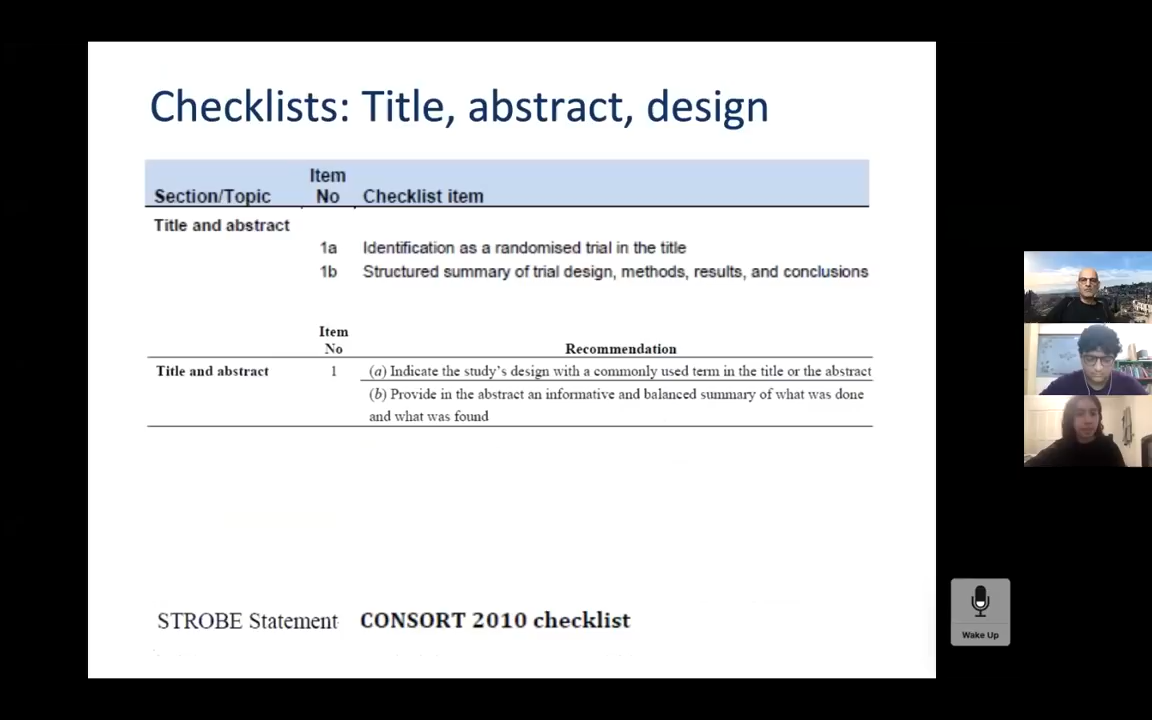 Checklists: Title, abstract, design
Item
Section/Topic No Checklist item
Title and abstract
1a Identification as a randomised trial in the title
1b Structured summary of trial design, methods, results, and conclusions
Item
No Recommendation
Title and abstract 1 (a) Indicate the study's design with a commonly used term in the title or the abstract
(b) Provide in the abstract an informative and balanced summary of what was done
and what was found
STROBE Statement CONSORT 2010 checklist
Wake Up